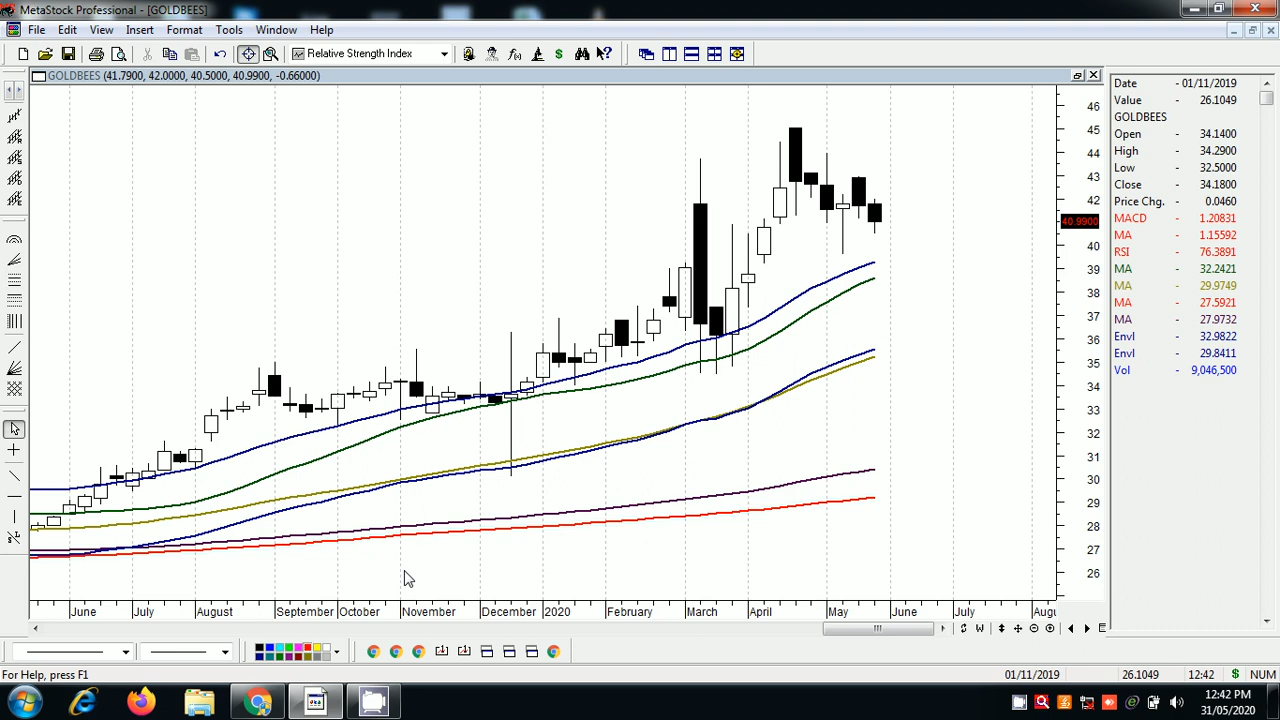 MetaStock Professional - [GOLDBEES]
File Edit View Insert Format Tools Window Help
Relative Strength Index
GOLDBEES (41.7900, 42.0000, 40.5000, 40.9900, -0.66000)
46
45
44
43
42
40.9900
40
39
38
37
36
35
34
33
32
31
30
29
28
27
26
June July August September October November December 2020 February March April May June July Augu
Date - 01/11/2019
Value - 26.1049
GOLDBEES
Open - 34.1400
High - 34.2900
Low - 32.5000
Close - 34.1800
Price Chg. - 0.0460
MACD - 1.20831
MA - 1.15592
RSI - 76.3891
MA - 32.2421
MA - 29.9749
MA - 27.5921
MA - 27.9732
Envl - 32.9822
Envl - 29.8411
Vol - 9,046,500
For Help, press F1
01/11/2019 26.1049 12:42 $ NUM
12:42 PM
31/05/2020